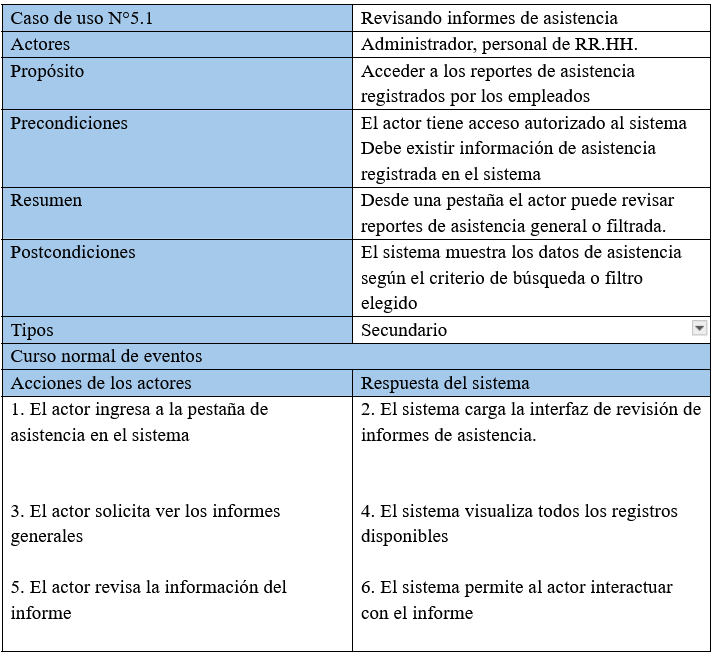 Caso de uso N°5.1
Revisando informes de asistencia
Actores
Administrador, personal de RR.HH.
Propósito
Acceder a los reportes de asistencia
registrados por los empleados
Precondiciones
El actor tiene acceso autorizado al sistema
Debe existir información de asistencia
registrada en el sistema
Resumen
Desde una pestaña el actor puede revisar
reportes de asistencia general o filtrada.
Postcondiciones
El sistema muestra los datos de asistencia
según el criterio de búsqueda o filtro
elegido
Tipos
Secundario
Curso normal de eventos
Acciones de los actores
Respuesta del sistema
1. El actor ingresa a la pestaña de
asistencia en el sistema
2. El sistema carga la interfaz de revisión de
informes de asistencia.
3. El actor solicita ver los informes
generales
4. El sistema visualiza todos los registros
disponibles
5. El actor revisa la información del
informe
6. El sistema permite al actor interactuar
con el informe